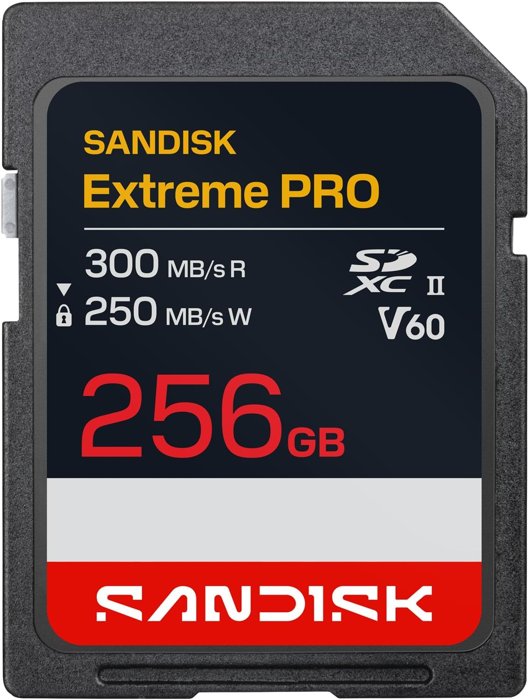 SANDISK
Extreme PRO
300 MB/s R
250 MB/s W
SD XC II
V60
256GB
SANDISK